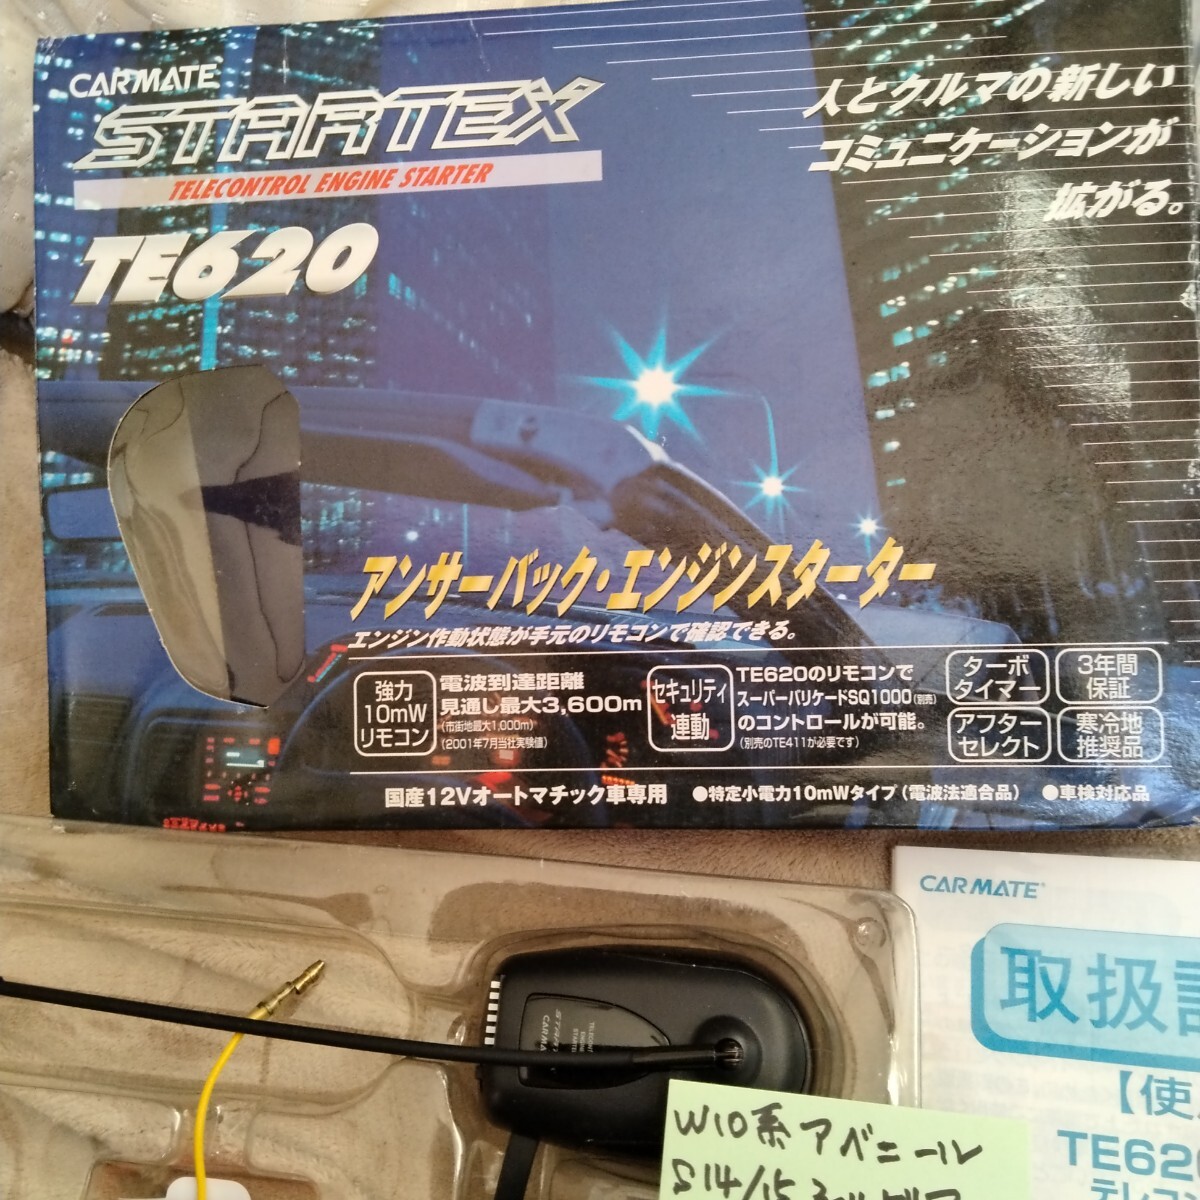 CARMATE
STARTEX
TELECONTROL ENGINE STARTER
TE620
人とクルマの新しい
コミュニケーションが
拡がる。
アンサーバック・エンジンスターター
エンジン作動状態が手元のリモコンで確認できる。
強力
10mW
リモコン
電波到達距離
見通し最大3,600m
(市街地最大1,000m)
(2001年7月当社実験値)
セキュリティ
連動
TE620のリモコンで
スーパーバリケードSQ1000(別売)
のコントロールが可能。
(別売のTE411が必要です)
ターボ
タイマー
3年間
保証
アフター
セレクト
寒冷地
推奨品
国産12Vオートマチック車専用 ●特定小電力10mWタイプ(電波法適合品) ●車検対応品
CARMATE
取扱
【使
TE620
テレス
W10系アベニール
S14/15